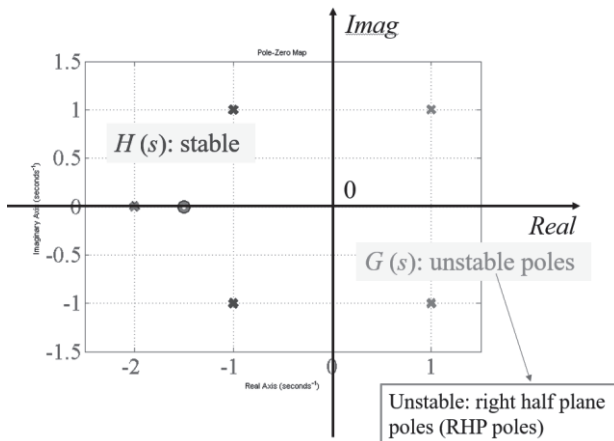 Imag
Pole-Zero Map
1.5
1
0.5
0
-0.5
-1
-1.5
H (s): stable
0
Real
G (s): unstable poles
-2
-1
0
1
Imaginary Axis (seconds⁻¹)
Real Axis (seconds⁻¹)
Unstable: right half plane
poles (RHP poles)